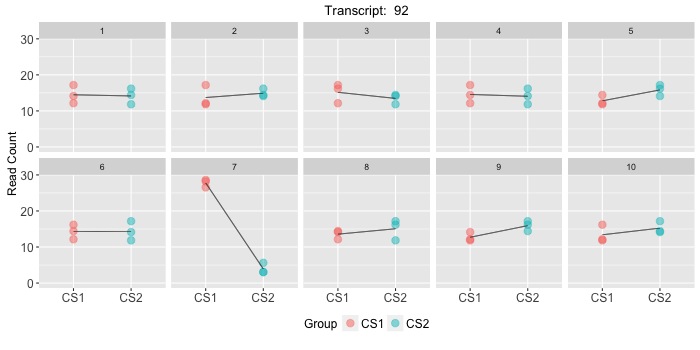 Transcript: 92
1 2 3 4 5
30
20
10
0
Read Count
6 7 8 9 10
30
20
10
0
CS1 CS2 CS1 CS2 CS1 CS2 CS1 CS2 CS1 CS2
Group CS1 CS2